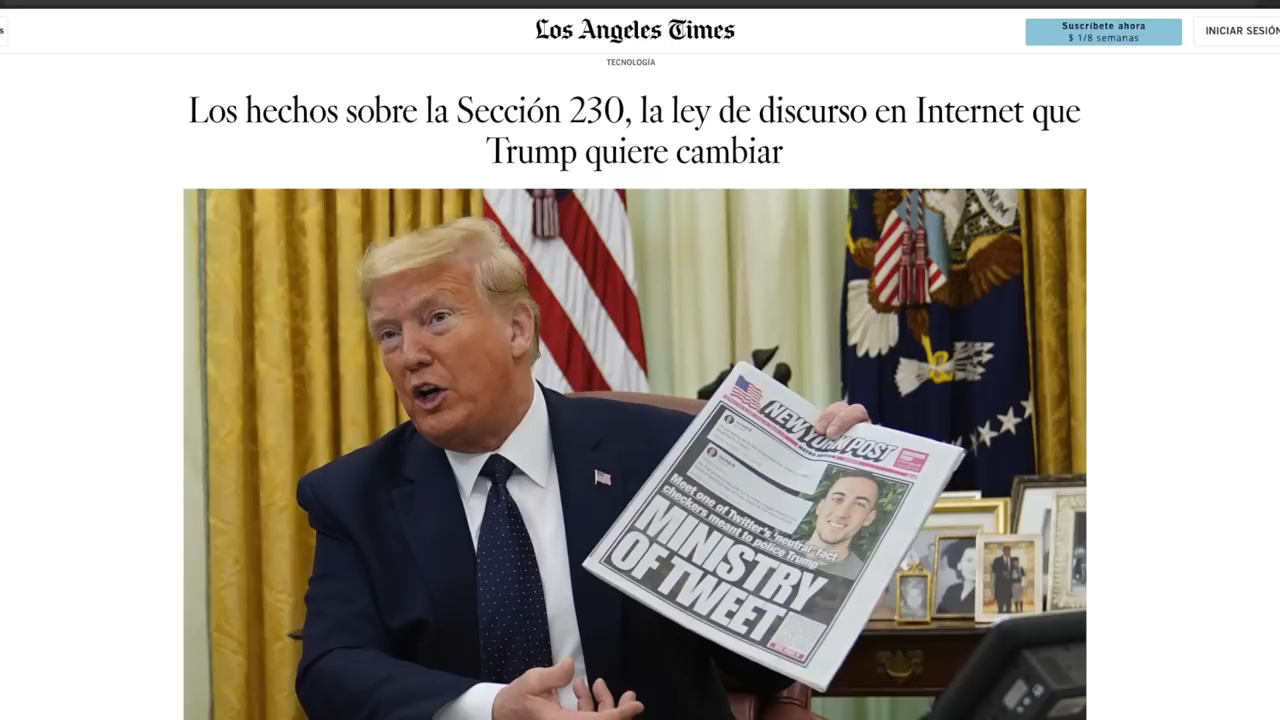 s
Los Angeles Times
Suscríbete ahora
$ 1/8 semanas
INICIAR SESIÓN
TECNOLOGÍA
Los hechos sobre la Sección 230, la ley de discurso en Internet que
Trump quiere cambiar
NEW YORK POST
Meet one of Twitter's 'neutral' fact
checkers meant to police Trump
MINISTRY
OF TWEET